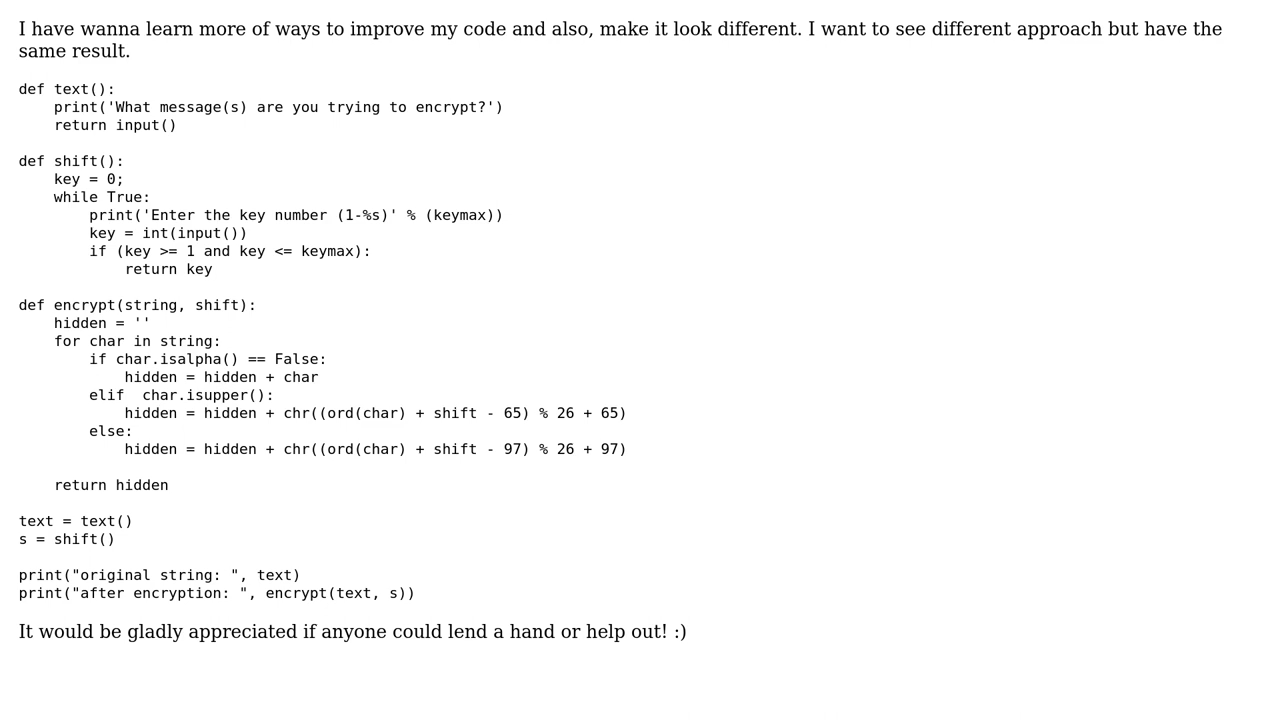 I have wanna learn more of ways to improve my code and also, make it look different. I want to see different approach but have the
same result.
def text():
    print('What message(s) are you trying to encrypt?')
    return input()
def shift():
    key = 0;
    while True:
        print('Enter the key number (1-%s)' % (keymax))
        key = int(input())
        if (key >= 1 and key <= keymax):
            return key
def encrypt(string, shift):
    hidden = ''
    for char in string:
        if char.isalpha() == False:
            hidden = hidden + char
        elif  char.isupper():
            hidden = hidden + chr((ord(char) + shift - 65) % 26 + 65)
        else:
            hidden = hidden + chr((ord(char) + shift - 97) % 26 + 97)
    return hidden
text = text()
s = shift()
print("original string: ", text)
print("after encryption: ", encrypt(text, s))
It would be gladly appreciated if anyone could lend a hand or help out! :)